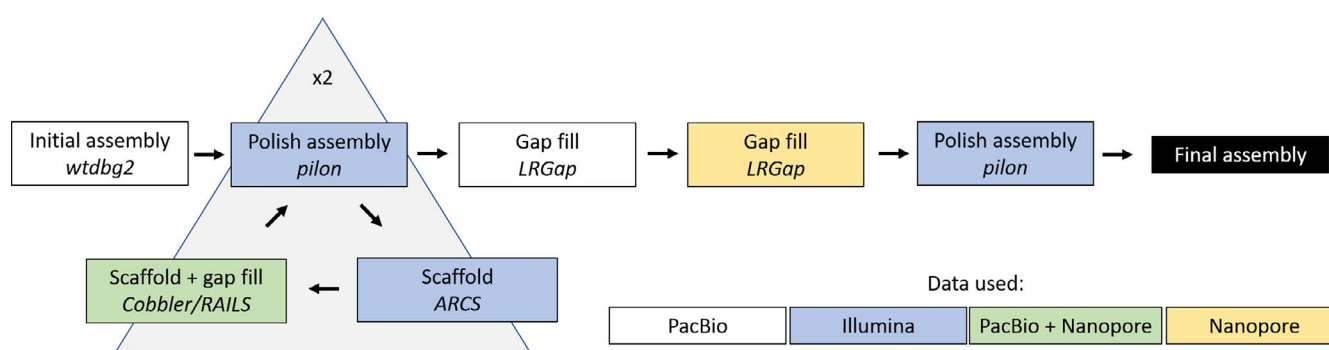 x2
Initial assembly
wtdbg2
Polish assembly
pilon
Gap fill
LRGap
Gap fill
LRGap
Polish assembly
pilon
Final assembly
Scaffold + gap fill
Cobbler/RAILS
Scaffold
ARCS
Data used:
PacBio
Illumina
PacBio + Nanopore
Nanopore